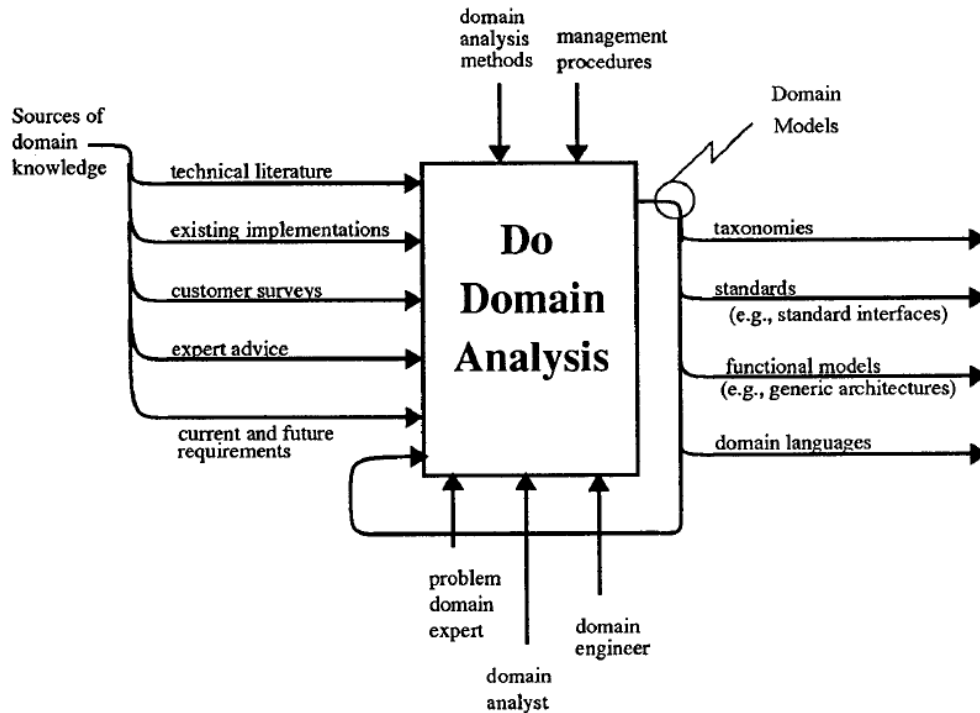 domain
analysis
methods
management
procedures
Domain
Models
Sources of
domain
knowledge
technical literature
existing implementations
customer surveys
expert advice
current and future
requirements
Do
Domain
Analysis
taxonomies
standards
(e.g., standard interfaces)
functional models
(e.g., generic architectures)
domain languages
problem
domain
expert
domain
analyst
domain
engineer